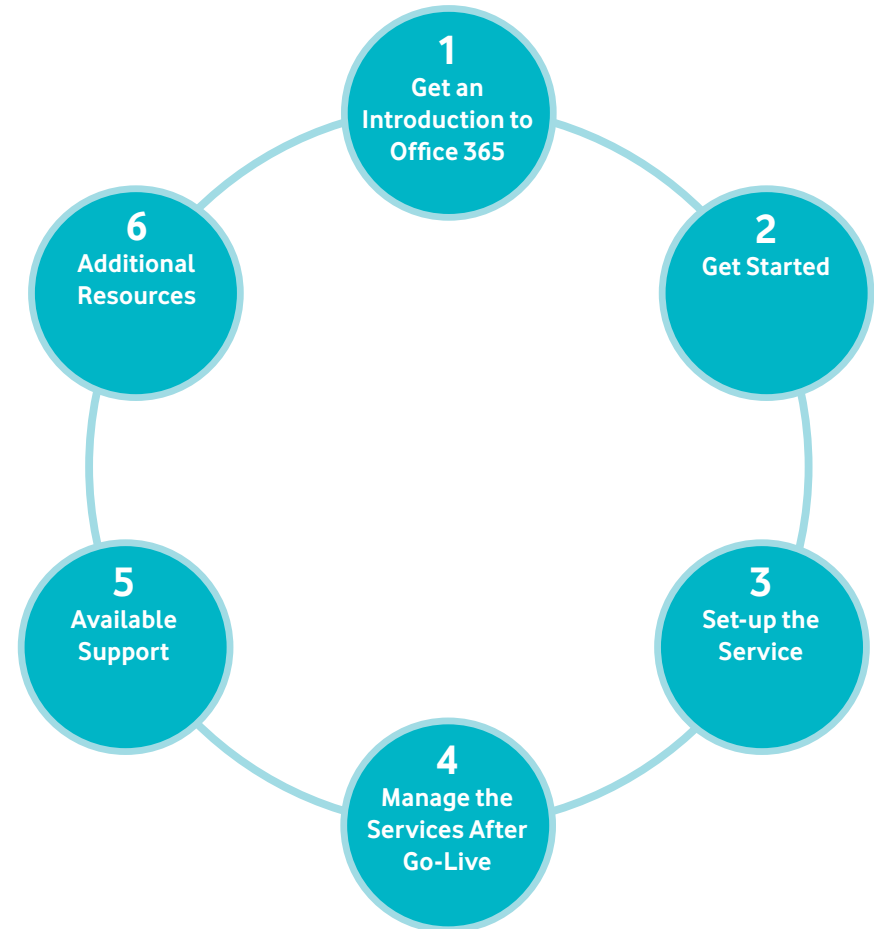 1
Get an
Introduction to
Office 365
2
Get Started
3
Set-up the
Service
4
Manage the
Services After
Go-Live
5
Available
Support
6
Additional
Resources